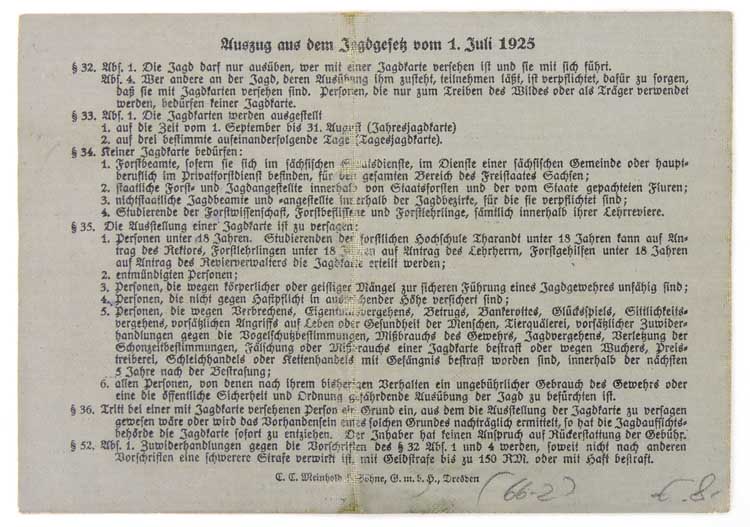 Auszug aus dem Jagdgesetz vom 1. Juli 1925
§ 32. Abs. 1. Die Jagd darf nur ausüben, wer mit einer Jagdkarte versehen ist und sie mit sich führt.
Abs. 4. Wer andere an der Jagd, deren Ausübung ihm zusteht, teilnehmen läßt, ist verpflichtet, dafür zu sorgen,
daß sie mit Jagdkarten versehen sind. Personen, die nur zum Treiben des Wildes oder als Träger verwendet
werden, bedürfen keiner Jagdkarte.
§ 33. Abs. 1. Die Jagdkarten werden ausgestellt
1. auf die Zeit vom 1. September bis 31. August (Jahresjagdkarte)
2. auf drei bestimmte aufeinanderfolgende Tage (Tagesjagdkarte).
§ 34. Keiner Jagdkarte bedürfen:
1. Forstbeamte, sofern sie sich im sächsischen Staatsdienste, im Dienste einer sächsischen Gemeinde oder haupt-
beruflich im Privatforstdienst befinden, für den gesamten Bereich des Freistaates Sachsen;
2. staatliche Forst- und Jagdangestellte innerhalb von Staatsforsten und der vom Staate gepachteten Fluren;
3. nichtstaatliche Jagdbeamte und -angestellte innerhalb der Jagdbezirke, für die sie verpflichtet sind;
4. Studierende der Forstwissenschaft, Forstbeflissene und Forstlehrlinge, sämtlich innerhalb ihrer Lehrreviere.
§ 35. Die Ausstellung einer Jagdkarte ist zu versagen:
1. Personen unter 18 Jahren. Studierenden der Forstlichen Hochschule Tharandt unter 18 Jahren kann auf An-
trag des Rektors, Forstlehrlingen unter 18 Jahren auf Antrag des Lehrherrn, Forstgehilfen unter 18 Jahren
auf Antrag des Revierverwalters die Jagdkarte erteilt werden;
2. entmündigten Personen;
3. Personen, die wegen körperlicher oder geistiger Mängel zur sicheren Führung eines Jagdgewehres unfähig sind;
4. Personen, die nicht gegen Haftpflicht in ausreichender Höhe versichert sind;
5. Personen, die wegen Verbrechens, Eigentumsvergehens, Betrugs, Bankerottes, Glücksspiels, Sittlichkeits-
vergehens, vorsätzlichen Angriffs auf Leben oder Gesundheit der Menschen, Tierquälerei, vorsätzlicher Zuwider-
handlungen gegen die Vogelschutzbestimmungen, Mißbrauchs des Gewehrs, Jagdvergehens, Verletzung der
Schonzeitbestimmungen, Fälschung oder Mißbrauchs einer Jagdkarte bestraft oder wegen Wuchers, Preis-
treiberei, Schleichhandels oder Kettenhandels mit Gefängnis bestraft worden sind, innerhalb der nächsten
5 Jahre nach der Bestrafung;
6. allen Personen, von denen nach ihrem bisherigen Verhalten ein ungebührlicher Gebrauch des Gewehrs oder
eine die öffentliche Sicherheit und Ordnung gefährdende Ausübung der Jagd zu befürchten ist.
§ 36. Tritt bei einer mit Jagdkarte versehenen Person ein Grund ein, aus dem die Ausstellung der Jagdkarte zu versagen
gewesen wäre oder wird das Vorhandensein eines solchen Grundes nachträglich ermittelt, so hat die Jagdaufsichts-
behörde die Jagdkarte sofort zu entziehen. Der Inhaber hat keinen Anspruch auf Rückerstattung der Gebühr.
§ 52. Abs. 1. Zuwiderhandlungen gegen die Vorschriften des § 32 Abs. 1 und 4 werden, soweit nicht nach anderen
Vorschriften eine schwerere Strafe verwirkt ist, mit Geldstrafe bis zu 150 RM. oder mit Haft bestraft.
C. C. Meinhold & Söhne, G. m. b. H., Dresden
(66-2) € 8.-